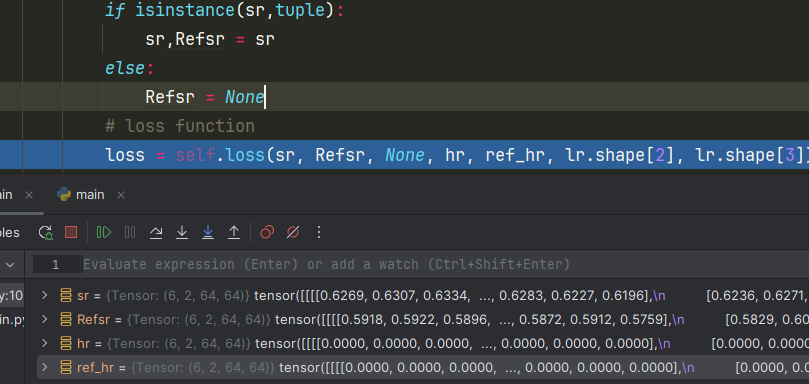 if isinstance(sr,tuple):
sr,Refsr = sr
else:
Refsr = None
# loss function
loss = self.loss(sr, Refsr, None, hr, ref_hr, lr.shape[2], lr.shape[3])
ain × main ×
oles
1 Evaluate expression (Enter) or add a watch (Ctrl+Shift+Enter)
y:10 sr = {Tensor: (6, 2, 64, 64)} tensor([[[[0.6269, 0.6307, 0.6334, ..., 0.6283, 0.6227, 0.6196],\n [0.6236, 0.6271,
in.py Refsr = {Tensor: (6, 2, 64, 64)} tensor([[[[0.5918, 0.5922, 0.5896, ..., 0.5872, 0.5912, 0.5759],\n [0.5829, 0.60
hr = {Tensor: (6, 2, 64, 64)} tensor([[[[0.0000, 0.0000, 0.0000, ..., 0.0000, 0.0000, 0.0000],\n [0.0000, 0.000
ref_hr = {Tensor: (6, 2, 64, 64)} tensor([[[[0.0000, 0.0000, 0.0000, ..., 0.0000, 0.0000, 0.0000],\n [0.0000, 0.0